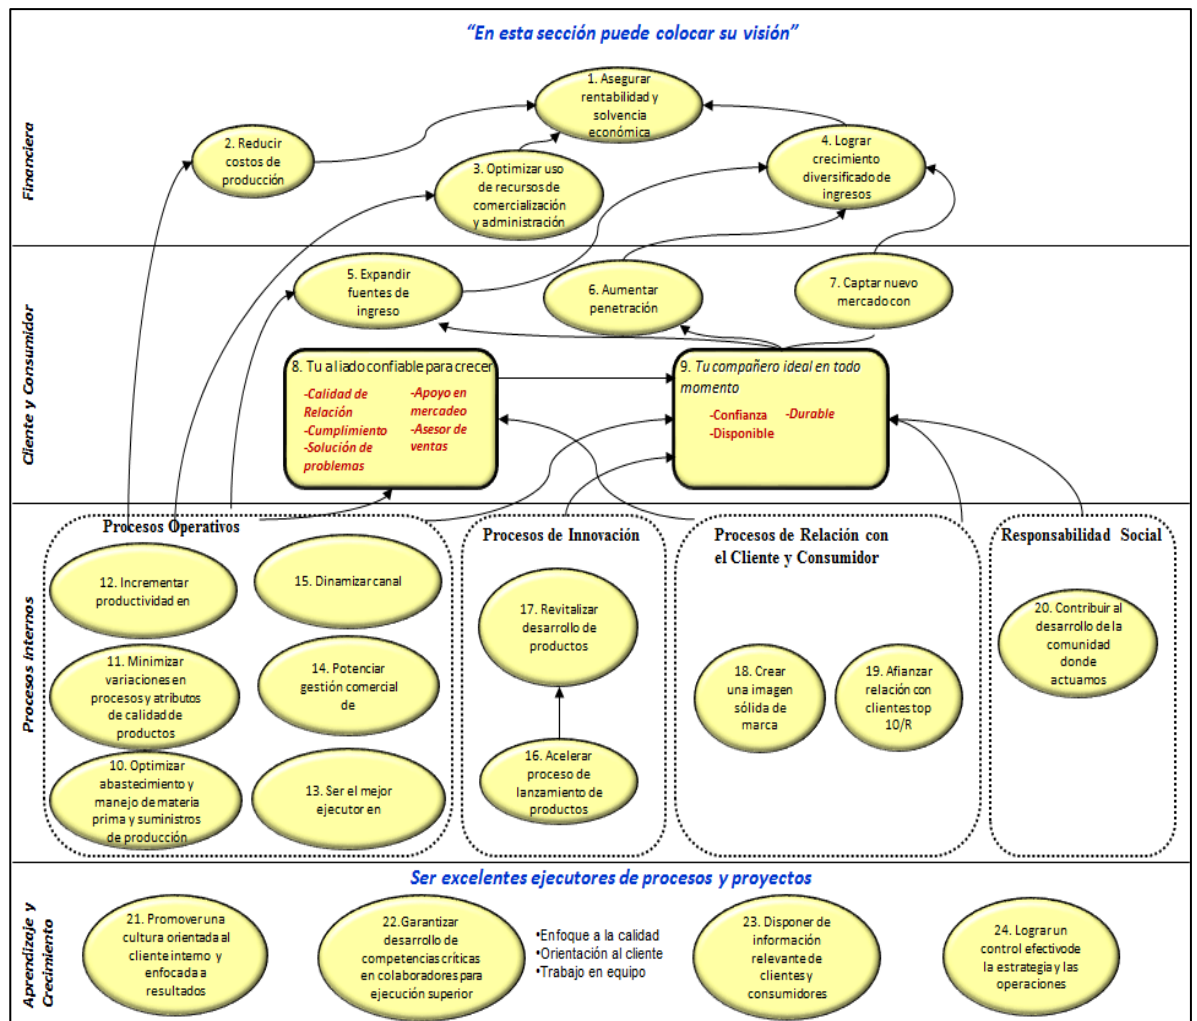 “En esta sección puede colocar su visión”
Financiera
1. Asegurar
rentabilidad y
solvencia
económica
2. Reducir
costos de
producción
3. Optimizar uso
de recursos de
comercialización
y administración
4. Lograr
crecimiento
diversificado de
ingresos
Cliente y Consumidor
5. Expandir
fuentes de
ingreso
6. Aumentar
penetración
7. Captar nuevo
mercado con
8. Tu aliado confiable para crecer
-Calidad de
Relación
-Cumplimiento
-Solución de
problemas
-Apoyo en
mercadeo
-Asesor de
ventas
9. Tu compañero ideal en todo
momento
-Confianza
-Disponible
-Durable
Procesos Internos
Procesos Operativos
12. Incrementar
productividad en
15. Dinamizar canal
11. Minimizar
variaciones en
procesos y atributos
de calidad de
productos
14. Potenciar
gestión comercial
de
10. Optimizar
abastecimiento y
manejo de materia
prima y suministros
de producción
13. Ser el mejor
ejecutor en
Procesos de Innovación
17. Revitalizar
desarrollo de
productos
16. Acelerar
proceso de
lanzamiento de
productos
Procesos de Relación con
el Cliente y Consumidor
18. Crear
una imagen
sólida de
marca
19. Afianzar
relación con
clientes top
10/R
Responsabilidad Social
20. Contribuir al
desarrollo de la
comunidad
donde
actuamos
Aprendizaje y
Crecimiento
Ser excelentes ejecutores de procesos y proyectos
21. Promover una
cultura orientada al
cliente interno y
enfocada a
resultados
22.Garantizar
desarrollo de
competencias críticas
en colaboradores para
ejecución superior
•Enfoque a la calidad
•Orientación al cliente
•Trabajo en equipo
23. Disponer de
información
relevante de
clientes y
consumidores
24. Lograr un
control efectivo de
la estrategia y las
operaciones